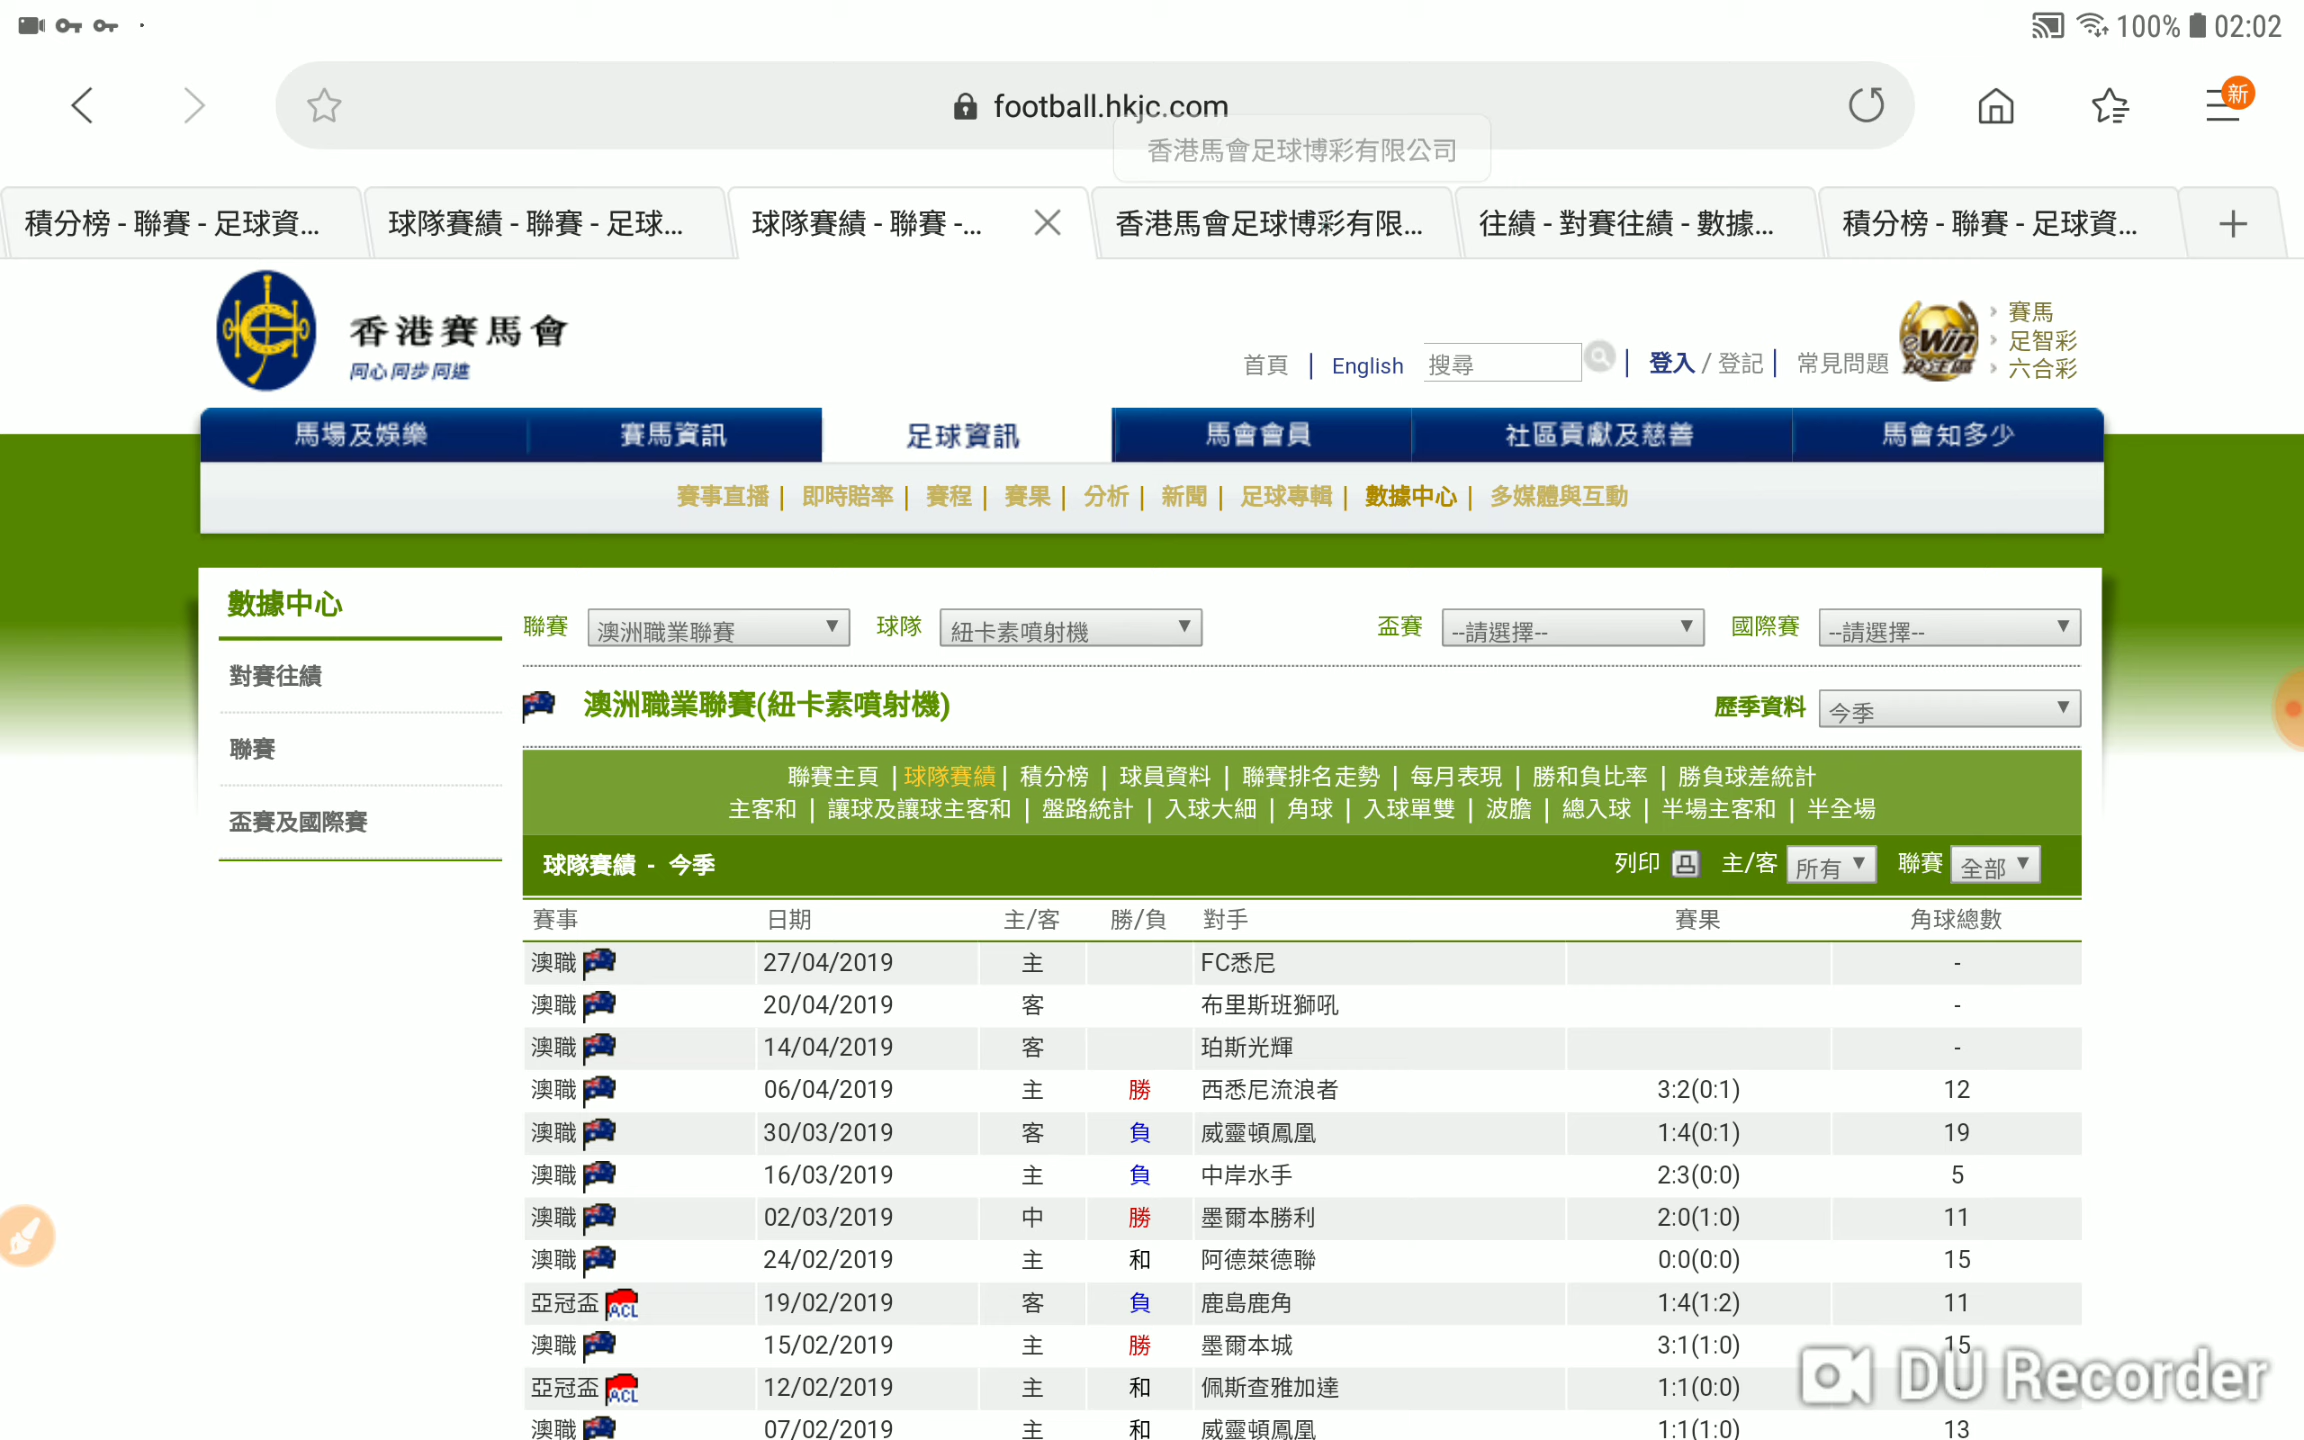 100% 02:02
football.hkjc.com
新
香港馬會足球博彩有限公司
積分榜 - 聯賽 - 足球資...
球隊賽績 - 聯賽 - 足球...
球隊賽績 - 聯賽 -...
香港馬會足球博彩有限...
往績 - 對賽往績 - 數據...
積分榜 - 聯賽 - 足球資...
香港賽馬會
同心同步同進
首頁 | English 搜尋 | 登入 / 登記 | 常見問題
eWin
投注區
賽馬
足智彩
六合彩
馬場及娛樂 賽馬資訊 足球資訊 馬會會員 社區貢獻及慈善 馬會知多少
賽事直播 | 即時賠率 | 賽程 | 賽果 | 分析 | 新聞 | 足球專輯 | 數據中心 | 多媒體與互動
數據中心
對賽往績
聯賽
盃賽及國際賽
聯賽 澳洲職業聯賽 球隊 紐卡素噴射機 盃賽 --請選擇-- 國際賽 --請選擇--
澳洲職業聯賽(紐卡素噴射機) 歷季資料 今季
聯賽主頁 | 球隊賽績 | 積分榜 | 球員資料 | 聯賽排名走勢 | 每月表現 | 勝和負比率 | 勝負球差統計
主客和 | 讓球及讓球主客和 | 盤路統計 | 入球大細 | 角球 | 入球單雙 | 波膽 | 總入球 | 半場主客和 | 半全場
球隊賽績 - 今季 列印 主/客 所有 聯賽 全部
賽事 日期 主/客 勝/負 對手 賽果 角球總數
澳職 27/04/2019 主 FC悉尼 -
澳職 20/04/2019 客 布里斯班獅吼 -
澳職 14/04/2019 客 珀斯光輝 -
澳職 06/04/2019 主 勝 西悉尼流浪者 3:2(0:1) 12
澳職 30/03/2019 客 負 威靈頓鳳凰 1:4(0:1) 19
澳職 16/03/2019 主 負 中岸水手 2:3(0:0) 5
澳職 02/03/2019 中 勝 墨爾本勝利 2:0(1:0) 11
澳職 24/02/2019 主 和 阿德萊德聯 0:0(0:0) 15
亞冠盃 ACL 19/02/2019 客 負 鹿島鹿角 1:4(1:2) 11
澳職 15/02/2019 主 勝 墨爾本城 3:1(1:0) 15
亞冠盃 ACL 12/02/2019 主 和 佩斯查雅加達 1:1(0:0) -
澳職 07/02/2019 主 和 威靈頓鳳凰 1:1(1:0) 13
DU Recorder